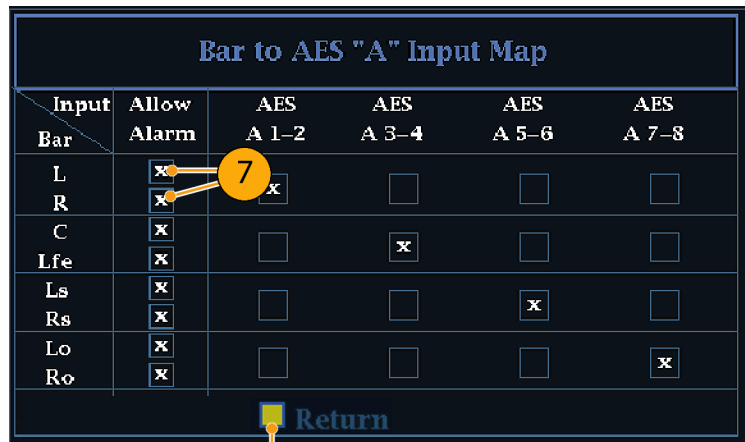 Bar to AES "A" Input Map
Input Allow AES AES AES AES
Bar Alarm A 1–2 A 3–4 A 5–6 A 7–8
L x
7
R x x
C x
Lfe x x
Ls x
Rs x x
Lo x
Ro x x
Return